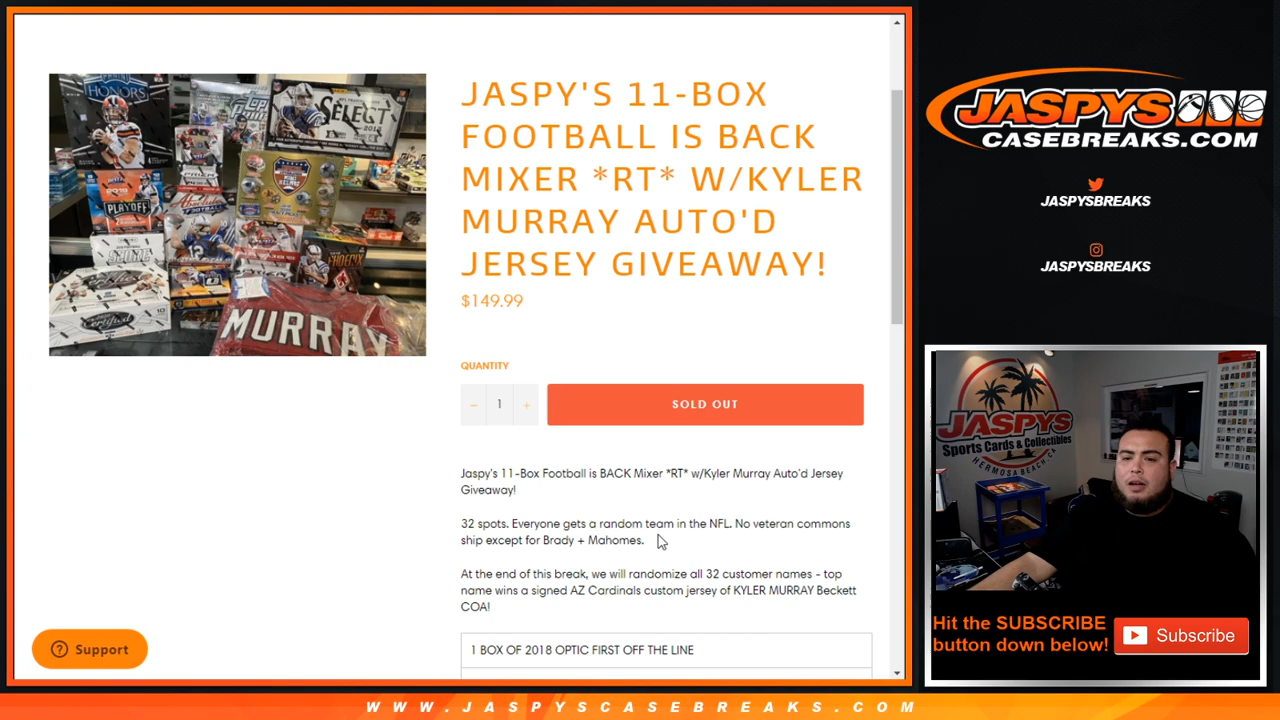 JASPY'S 11-BOX
FOOTBALL IS BACK
MIXER *RT* W/KYLER
MURRAY AUTO'D
JERSEY GIVEAWAY!
$149.99
QUANTITY
− 1 +
SOLD OUT
Jaspy's 11-Box Football is BACK Mixer *RT* w/Kyler Murray Auto'd Jersey
Giveaway!
32 spots. Everyone gets a random team in the NFL. No veteran commons
ship except for Brady + Mahomes.
At the end of this break, we will randomize all 32 customer names - top
name wins a signed AZ Cardinals custom jersey of KYLER MURRAY Beckett
COA!
1 BOX OF 2018 OPTIC FIRST OFF THE LINE
Support
HONORS
SELECT
PLAYOFF
Absolute
SCORE
PHOENIX
Certified
MURRAY
JASPYS
CASEBREAKS.COM
JASPYSBREAKS
JASPYSBREAKS
JASPYS
Sports Cards & Collectibles
HERMOSA BEACH, CA
Hit the SUBSCRIBE
button down below!
Subscribe
WWW.JASPYSCASEBREAKS.COM